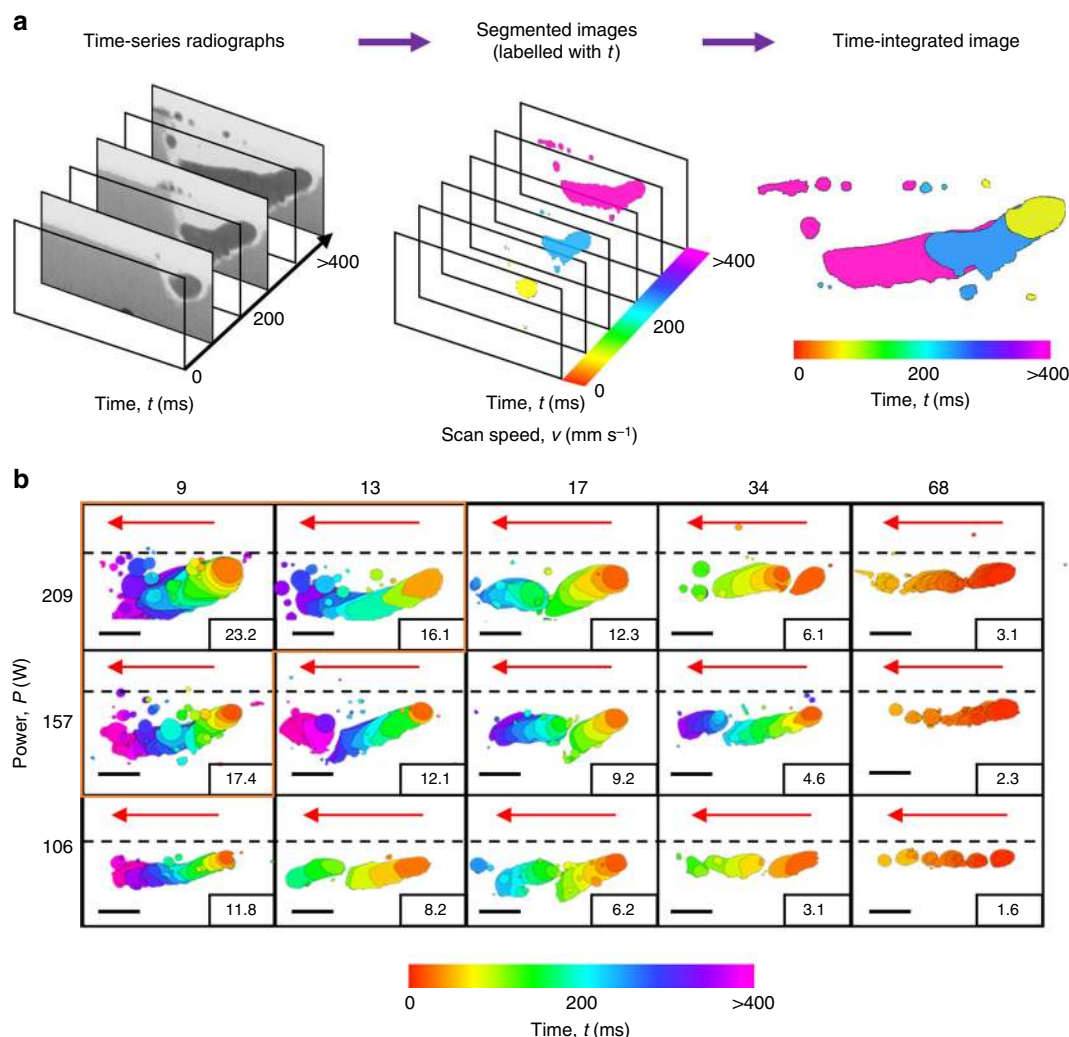 a
Time-series radiographs
Segmented images
(labelled with t)
Time-integrated image
>400
200
0
Time, t (ms)
>400
200
0
Time, t (ms)
0 200 >400
Time, t (ms)
Scan speed, v (mm s⁻¹)
b
9 13 17 34 68
Power, P (W)
209
23.2 16.1 12.3 6.1 3.1
157
17.4 12.1 9.2 4.6 2.3
106
11.8 8.2 6.2 3.1 1.6
0 200 >400
Time, t (ms)